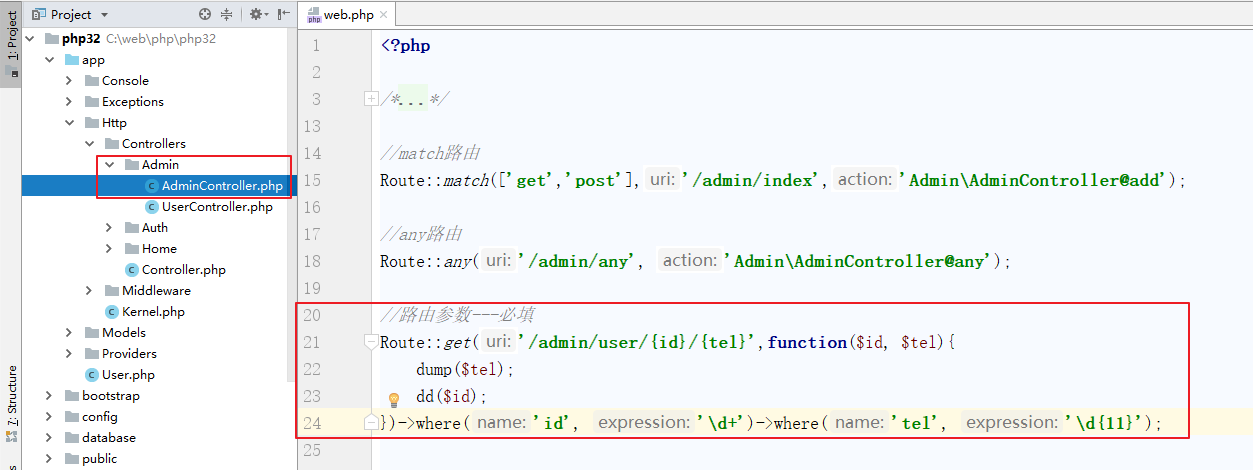 1: Project
7: Structure
Project
php32 C:\web\php\php32
app
Console
Exceptions
Http
Controllers
Admin
AdminController.php
UserController.php
Auth
Home
Controller.php
Middleware
Kernel.php
Models
Providers
User.php
bootstrap
config
database
public
php web.php
1 <?php
2
3 /*...*/
13
14 //match路由
15 Route::match(['get','post'], uri: '/admin/index', action: 'Admin\AdminController@add');
16
17 //any路由
18 Route::any( uri: '/admin/any', action: 'Admin\AdminController@any');
19
20 //路由参数---必填
21 Route::get( uri: '/admin/user/{id}/{tel}',function($id, $tel){
22 dump($tel);
23 dd($id);
24 })->where( name: 'id', expression: '\d+')->where( name: 'tel', expression: '\d{11}');
25